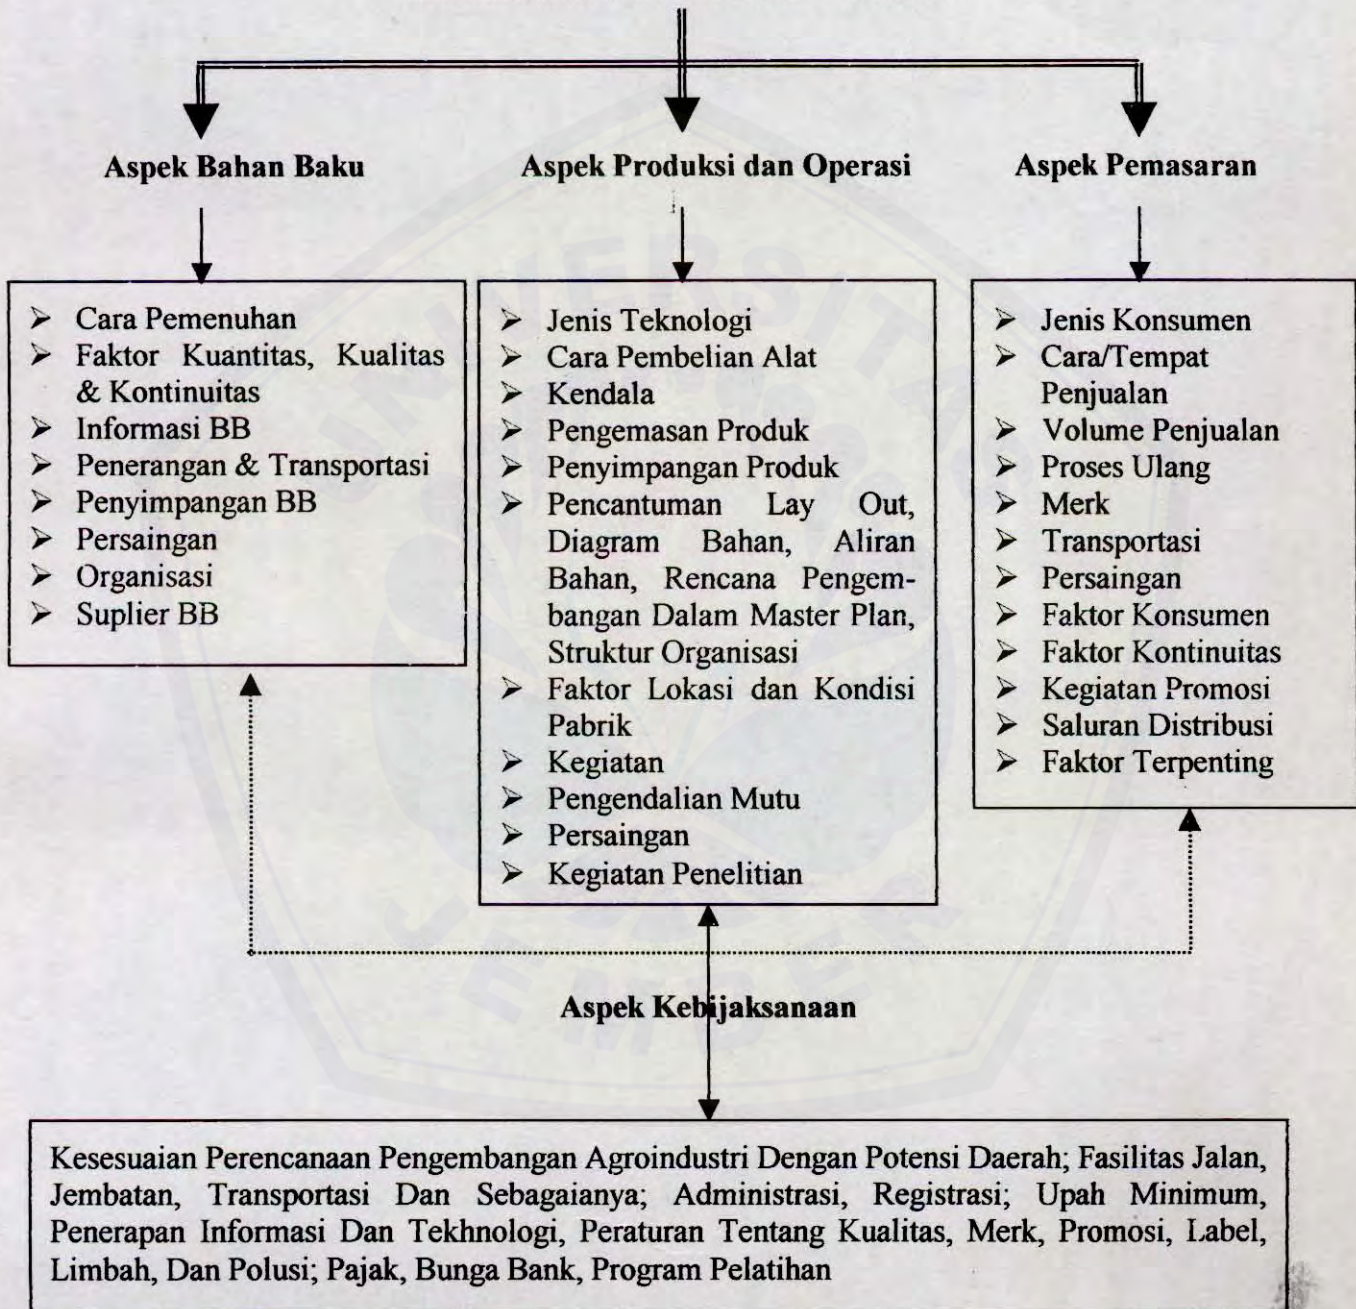 Aspek Bahan Baku
Aspek Produksi dan Operasi
Aspek Pemasaran
➢ Cara Pemenuhan
➢ Faktor Kuantitas, Kualitas
& Kontinuitas
➢ Informasi BB
➢ Penerangan & Transportasi
➢ Penyimpangan BB
➢ Persaingan
➢ Organisasi
➢ Suplier BB
➢ Jenis Teknologi
➢ Cara Pembelian Alat
➢ Kendala
➢ Pengemasan Produk
➢ Penyimpangan Produk
➢ Pencantuman Lay Out,
Diagram Bahan, Aliran
Bahan, Rencana Pengem-
bangan Dalam Master Plan,
Struktur Organisasi
➢ Faktor Lokasi dan Kondisi
Pabrik
➢ Kegiatan
➢ Pengendalian Mutu
➢ Persaingan
➢ Kegiatan Penelitian
➢ Jenis Konsumen
➢ Cara/Tempat
Penjualan
➢ Volume Penjualan
➢ Proses Ulang
➢ Merk
➢ Transportasi
➢ Persaingan
➢ Faktor Konsumen
➢ Faktor Kontinuitas
➢ Kegiatan Promosi
➢ Saluran Distribusi
➢ Faktor Terpenting
Aspek Kebijaksanaan
Kesesuaian Perencanaan Pengembangan Agroindustri Dengan Potensi Daerah; Fasilitas Jalan,
Jembatan, Transportasi Dan Sebagaianya; Administrasi, Registrasi; Upah Minimum,
Penerapan Informasi Dan Tekhnologi, Peraturan Tentang Kualitas, Merk, Promosi, Label,
Limbah, Dan Polusi; Pajak, Bunga Bank, Program Pelatihan
UNIVERSITAS
JEMBER